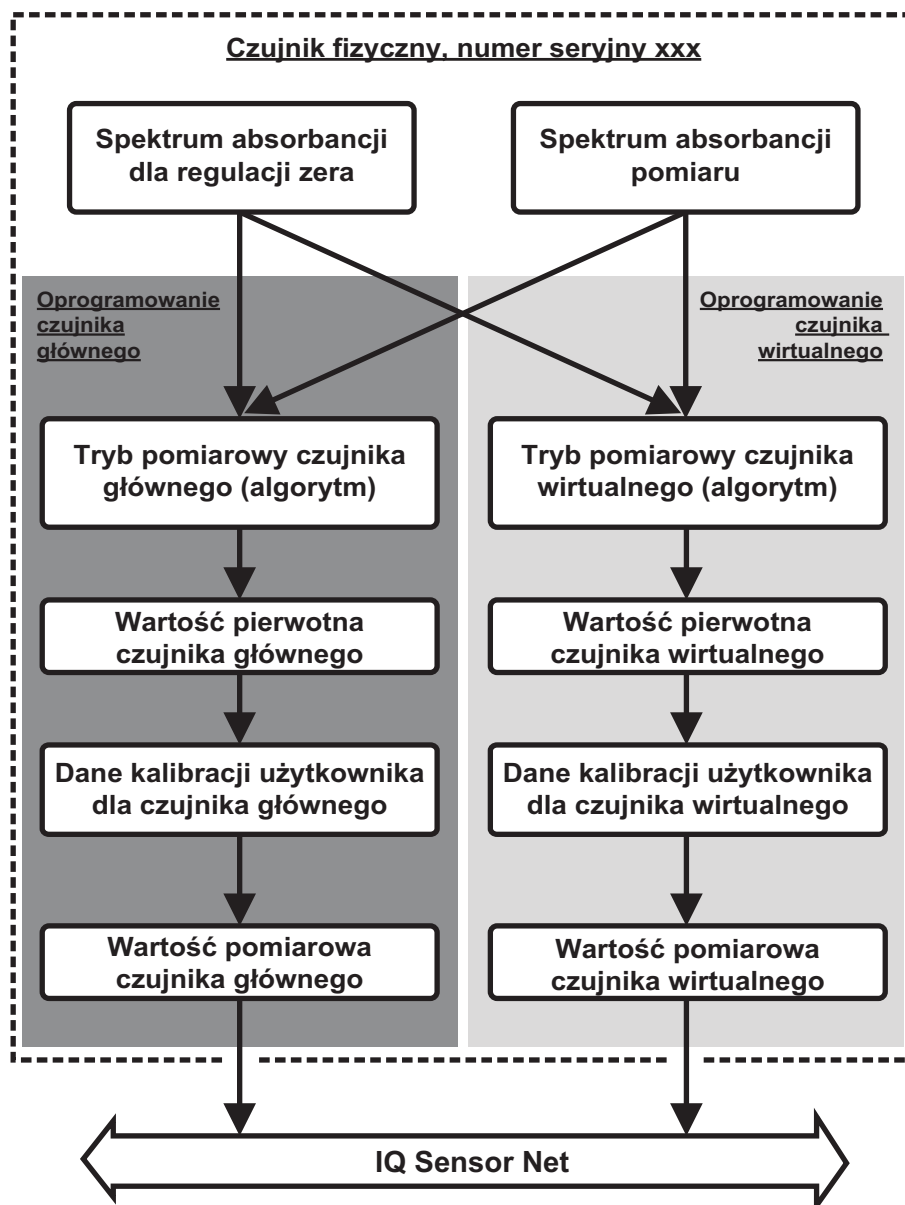 Czujnik fizyczny, numer seryjny xxx
Spektrum absorbancji
dla regulacji zera
Spektrum absorbancji
pomiaru
Oprogramowanie
czujnika
głównego
Oprogramowanie
czujnika
wirtualnego
Tryb pomiarowy czujnika
głównego (algorytm)
Tryb pomiarowy czujnika
wirtualnego (algorytm)
Wartość pierwotna
czujnika głównego
Wartość pierwotna
czujnika wirtualnego
Dane kalibracji użytkownika
dla czujnika głównego
Dane kalibracji użytkownika
dla czujnika wirtualnego
Wartość pomiarowa
czujnika głównego
Wartość pomiarowa
czujnika wirtualnego
IQ Sensor Net